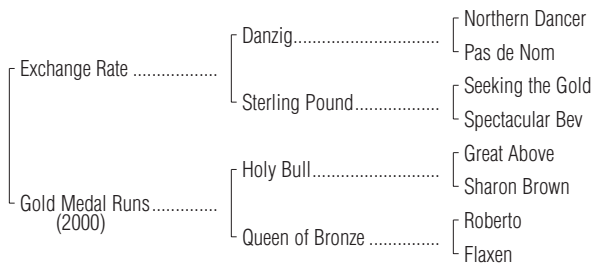 Northern Dancer
Danzig..............................
Pas de Nom
Exchange Rate .................
Seeking the Gold
Sterling Pound.................
Spectacular Bev
Great Above
Holy Bull.........................
Sharon Brown
Gold Medal Runs.............
(2000)
Roberto
Queen of Bronze ..............
Flaxen